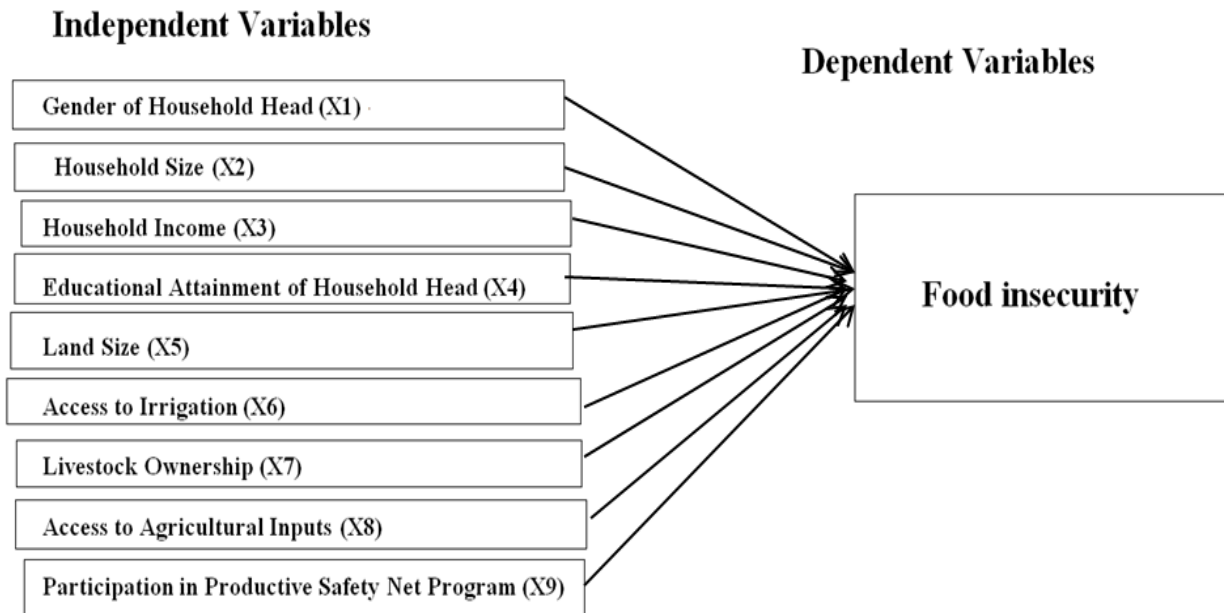 Independent Variables
Dependent Variables
Gender of Household Head (X1)
Household Size (X2)
Household Income (X3)
Educational Attainment of Household Head (X4)
Land Size (X5)
Access to Irrigation (X6)
Livestock Ownership (X7)
Access to Agricultural Inputs (X8)
Participation in Productive Safety Net Program (X9)
Food insecurity